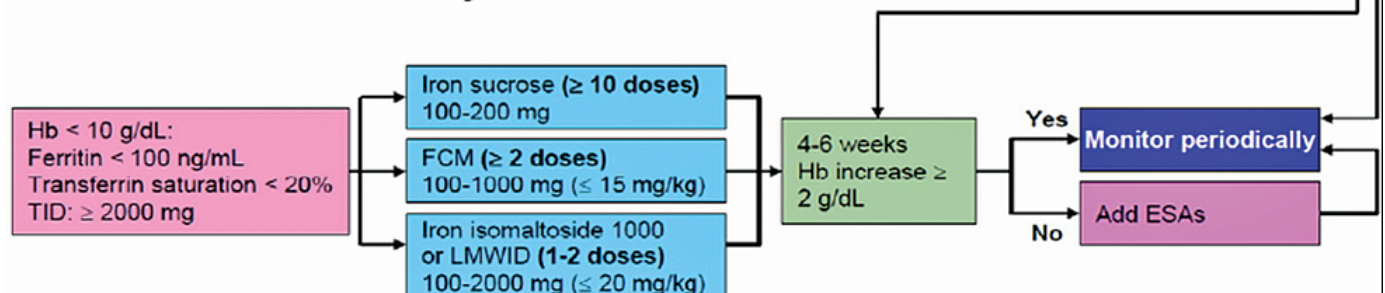 Hb < 10 g/dL:
Ferritin < 100 ng/mL
Transferrin saturation < 20%
TID: ≥ 2000 mg
Iron sucrose (≥ 10 doses)
100-200 mg
FCM (≥ 2 doses)
100-1000 mg (≤ 15 mg/kg)
Iron isomaltoside 1000
or LMWID (1-2 doses)
100-2000 mg (≤ 20 mg/kg)
4-6 weeks
Hb increase ≥
2 g/dL
Yes
Monitor periodically
No
Add ESAs